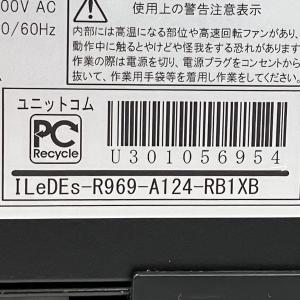 使用上の警告表示
00V AC
0/60Hz
内部には高温になる部位や高速回転ファンがあり、
動作中に触るとやけどや怪我をする恐れがあります
作業の際は電源を切り、電源プラグをコンセントから
抜いて、作業用手袋等を着用し作業してください。
ユニットコム
PC
Recycle
U301056954
ILeDEs-R969-A124-RB1XB